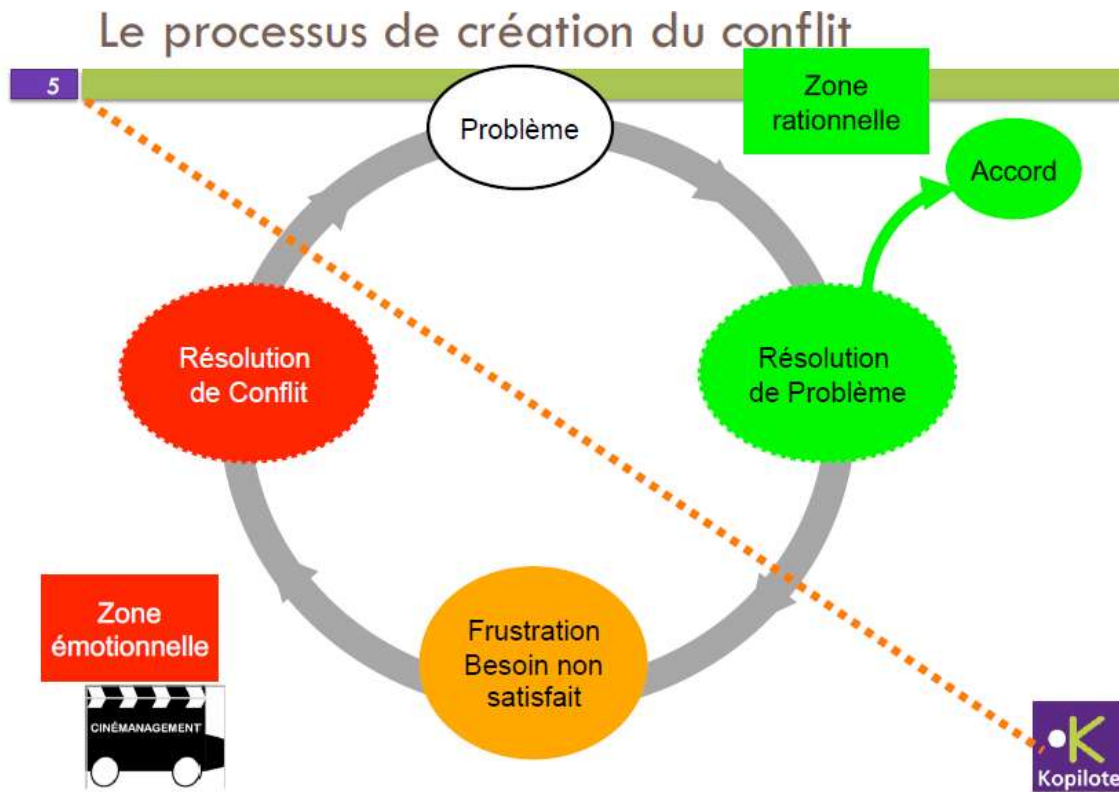 Le processus de création du conflit
5
Problème
Zone
rationnelle
Accord
Résolution
de Conflit
Résolution
de Problème
Zone
émotionnelle
Frustration
Besoin non
satisfait
CINÉMANAGEMENT
K
Kopilote